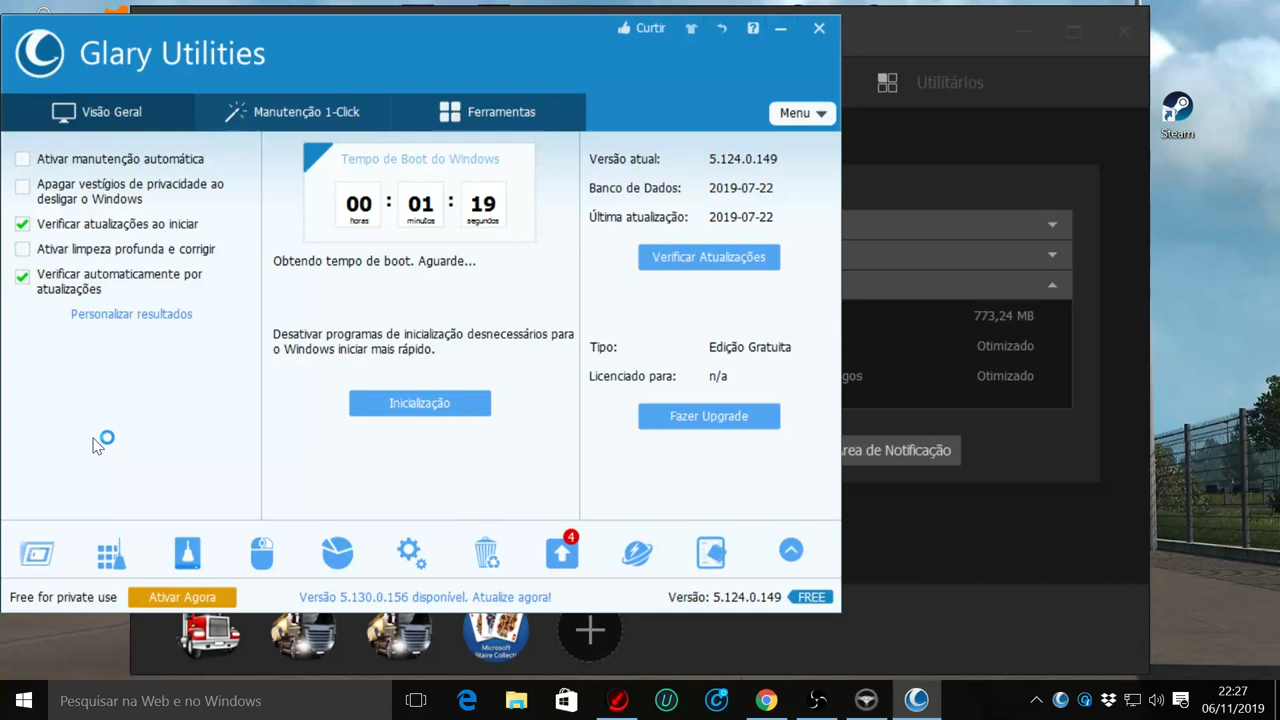 Curtir
Glary Utilities
Visão Geral
Manutenção 1-Click
Ferramentas
Menu
Utilitários
Steam
Ativar manutenção automática
Apagar vestígios de privacidade ao
desligar o Windows
Verificar atualizações ao iniciar
Ativar limpeza profunda e corrigir
Verificar automaticamente por
atualizações
Personalizar resultados
Tempo de Boot do Windows
00 : 01 : 19
horas minutos segundos
Obtendo tempo de boot. Aguarde...
Desativar programas de inicialização desnecessários para
o Windows iniciar mais rápido.
Inicialização
Versão atual: 5.124.0.149
Banco de Dados: 2019-07-22
Última atualização: 2019-07-22
Verificar Atualizações
Tipo: Edição Gratuita
Licenciado para: n/a
Fazer Upgrade
773,24 MB
Otimizado
gos Otimizado
Área de Notificação
4
Free for private use
Ativar Agora
Versão 5.130.0.156 disponível. Atualize agora!
Versão: 5.124.0.149
FREE
Microsoft
litaire Collecti
Pesquisar na Web e no Windows
22:27
06/11/2019